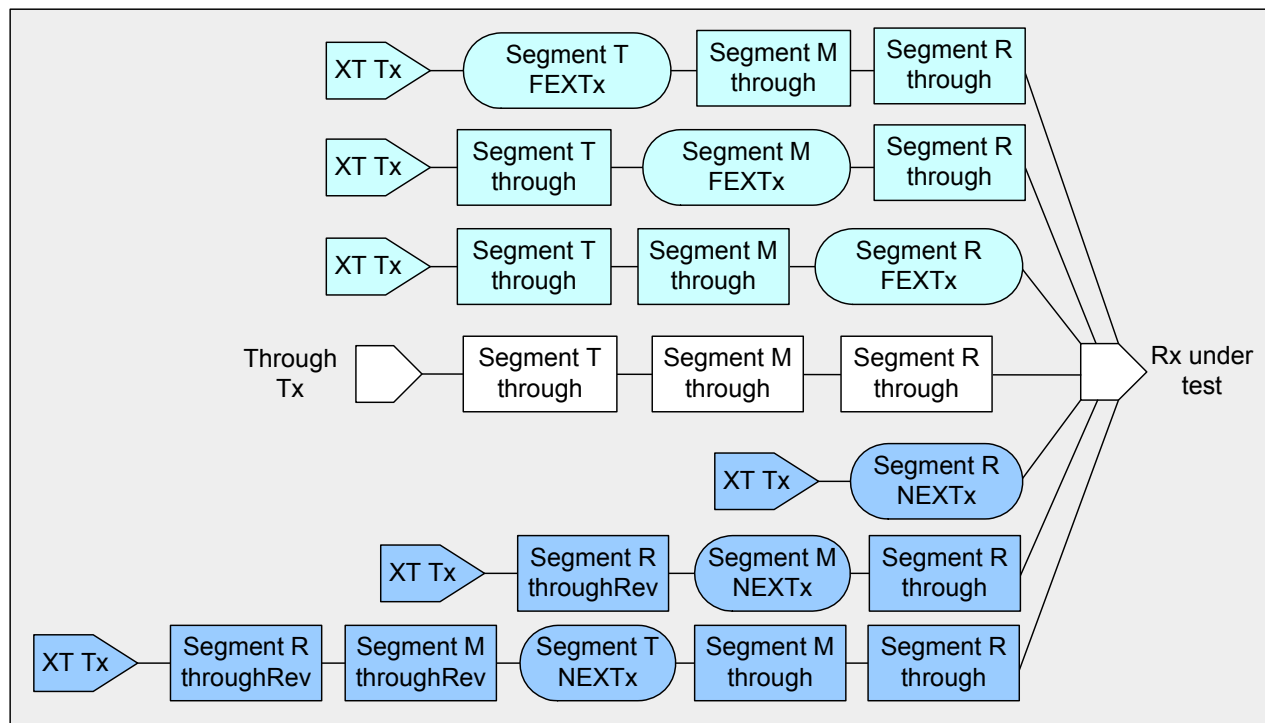 XT Tx
Segment T
FEXTx
Segment M
through
Segment R
through
XT Tx
Segment T
through
Segment M
FEXTx
Segment R
through
XT Tx
Segment T
through
Segment M
through
Segment R
FEXTx
Through
Tx
Segment T
through
Segment M
through
Segment R
through
Rx under
test
XT Tx
Segment R
NEXTx
XT Tx
Segment R
throughRev
Segment M
NEXTx
Segment R
through
XT Tx
Segment R
throughRev
Segment M
throughRev
Segment T
NEXTx
Segment M
through
Segment R
through